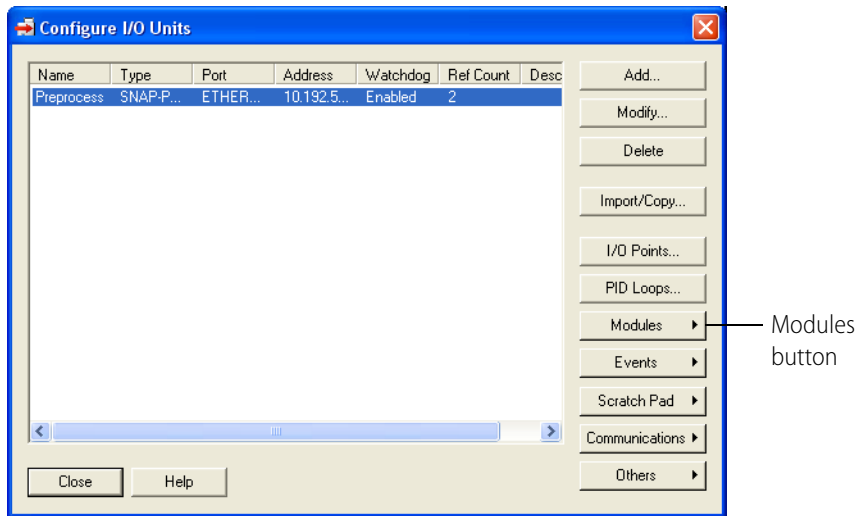 Configure I/O Units
Name Type Port Address Watchdog Ref Count Desc
Preprocess SNAP-P... ETHER... 10.192.5... Enabled 2
Add...
Modify...
Delete
Import/Copy...
I/O Points...
PID Loops...
Modules
Events
Scratch Pad
Communications
Others
Close Help
Modules
button